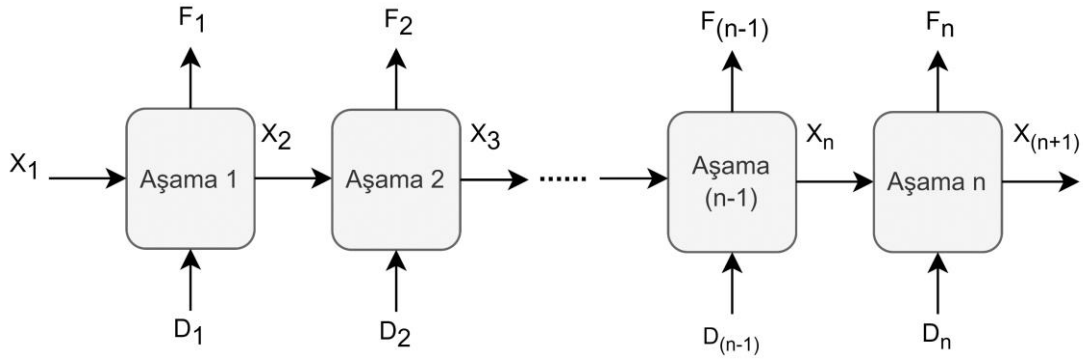 F1
F2
F(n-1)
Fn
X1
Aşama 1
X2
Aşama 2
X3
......
Aşama
(n-1)
Xn
Aşama n
X(n+1)
D1
D2
D(n-1)
Dn